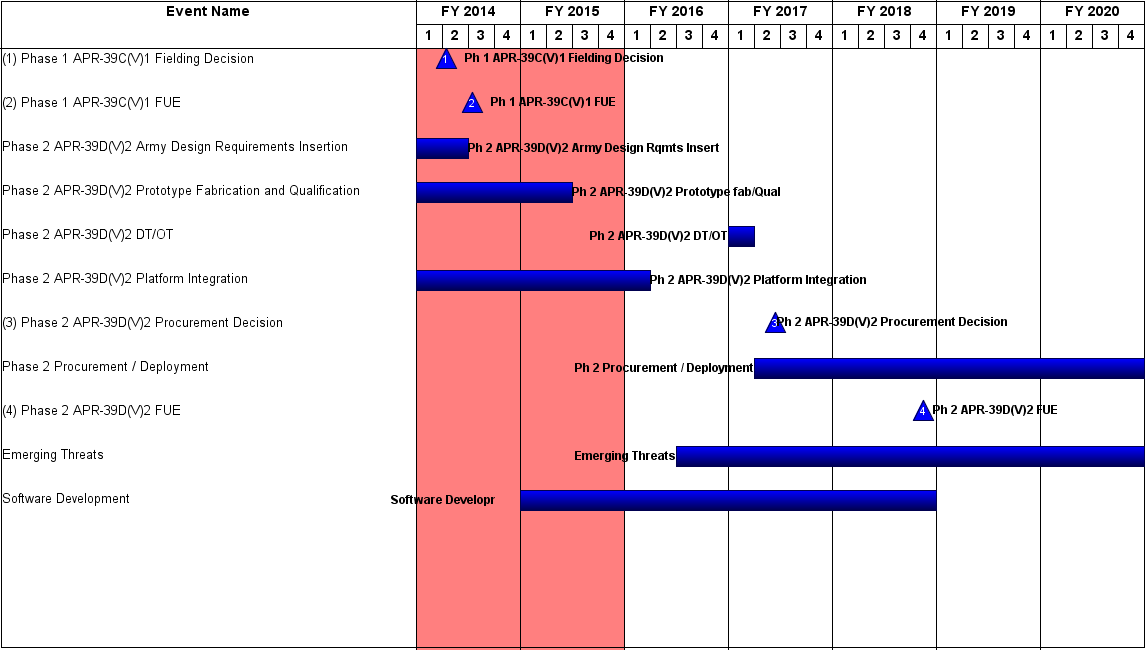 Event Name FY 2014 FY 2015 FY 2016 FY 2017 FY 2018 FY 2019 FY 2020
1 2 3 4 1 2 3 4 1 2 3 4 1 2 3 4 1 2 3 4 1 2 3 4 1 2 3 4
(1) Phase 1 APR-39C(V)1 Fielding Decision 1 Ph 1 APR-39C(V)1 Fielding Decision
(2) Phase 1 APR-39C(V)1 FUE 2 Ph 1 APR-39C(V)1 FUE
Phase 2 APR-39D(V)2 Army Design Requirements Insertion Ph 2 APR-39D(V)2 Army Design Rqmts Insert
Phase 2 APR-39D(V)2 Prototype Fabrication and Qualification Ph 2 APR-39D(V)2 Prototype fab/Qual
Phase 2 APR-39D(V)2 DT/OT Ph 2 APR-39D(V)2 DT/OT
Phase 2 APR-39D(V)2 Platform Integration Ph 2 APR-39D(V)2 Platform Integration
(3) Phase 2 APR-39D(V)2 Procurement Decision 3 Ph 2 APR-39D(V)2 Procurement Decision
Phase 2 Procurement / Deployment Ph 2 Procurement / Deployment
(4) Phase 2 APR-39D(V)2 FUE 4 Ph 2 APR-39D(V)2 FUE
Emerging Threats Emerging Threats
Software Development Software Developr